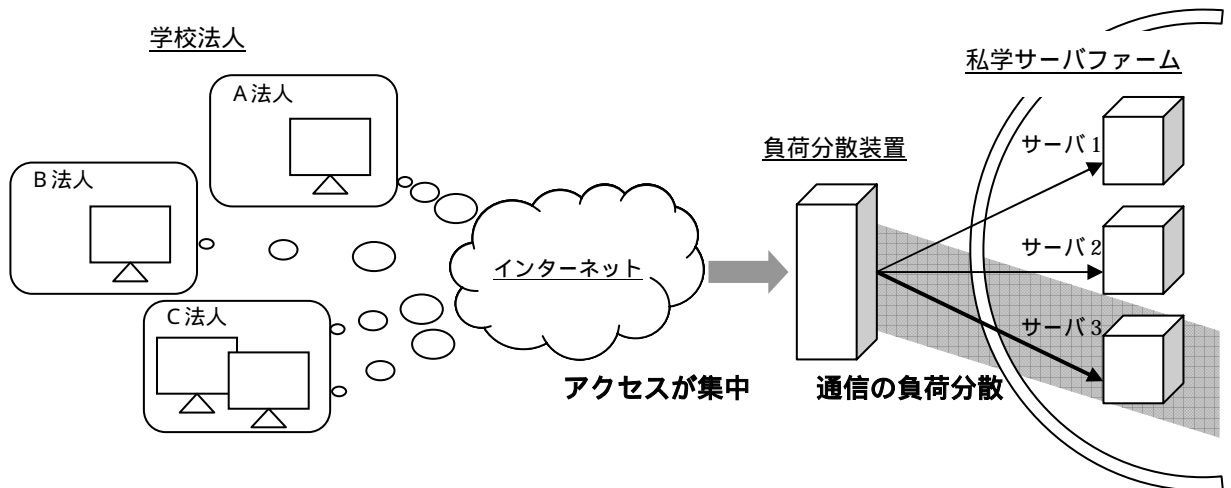 学校法人
A法人
B法人
C法人
インターネット
アクセスが集中
負荷分散装置
通信の負荷分散
私学サーバファーム
サーバ1
サーバ2
サーバ3